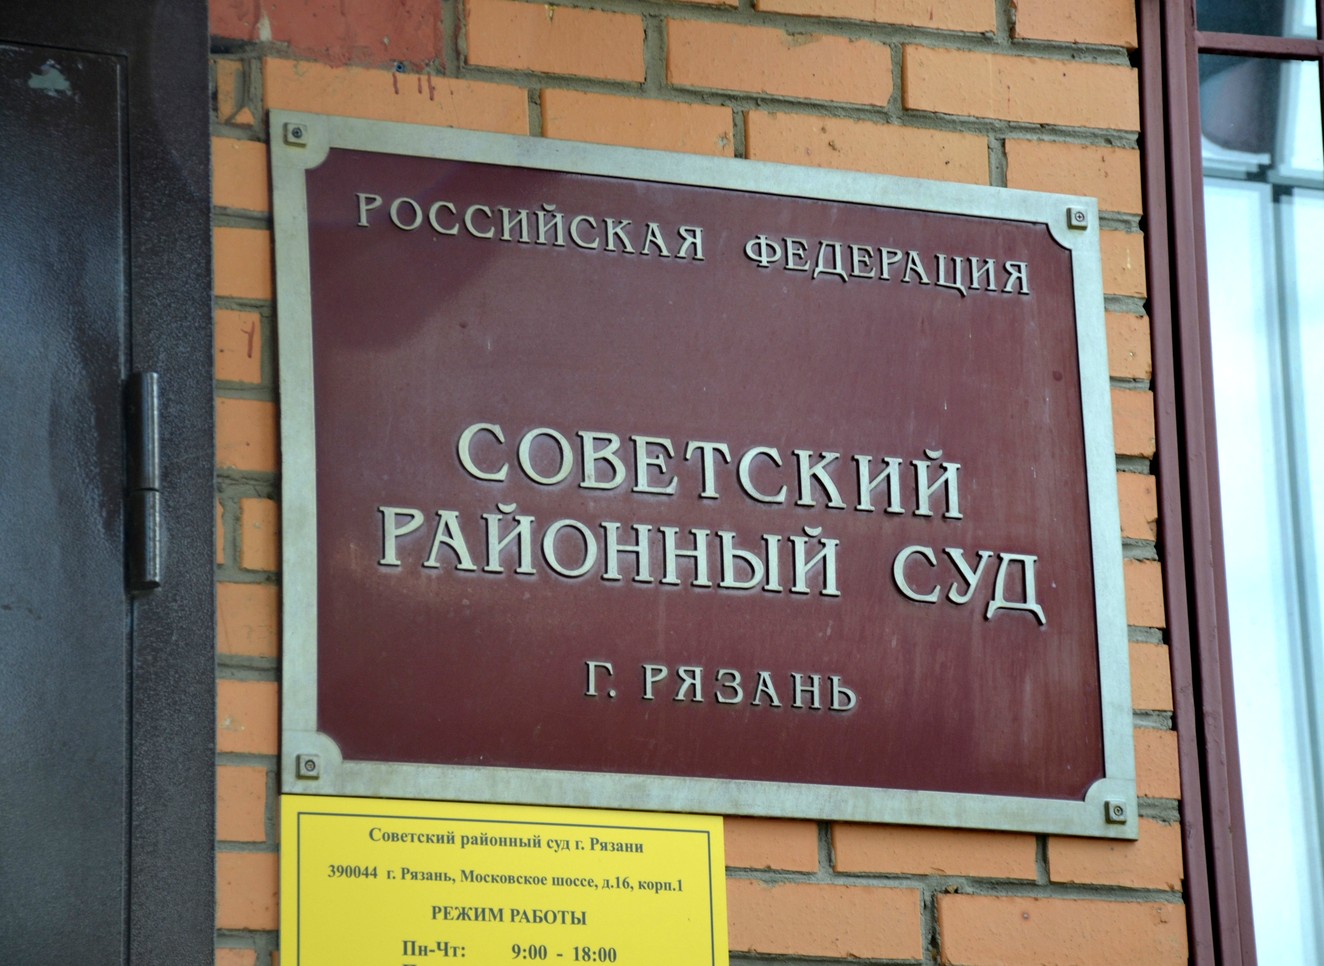 РОССИЙСКАЯ ФЕДЕРАЦИЯ
СОВЕТСКИЙ
РАЙОННЫЙ СУД
Г. РЯЗАНЬ
Советский районный суд г. Рязани
390044 г. Рязань, Московское шоссе, д.16, корп.1
РЕЖИМ РАБОТЫ
Пн-Чт: 9:00 - 18:00